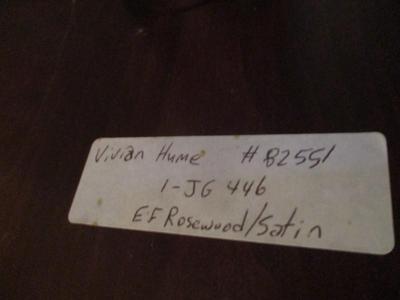 Vivian Hume # 82551
1-JG 446
EF Rosewood/Satin